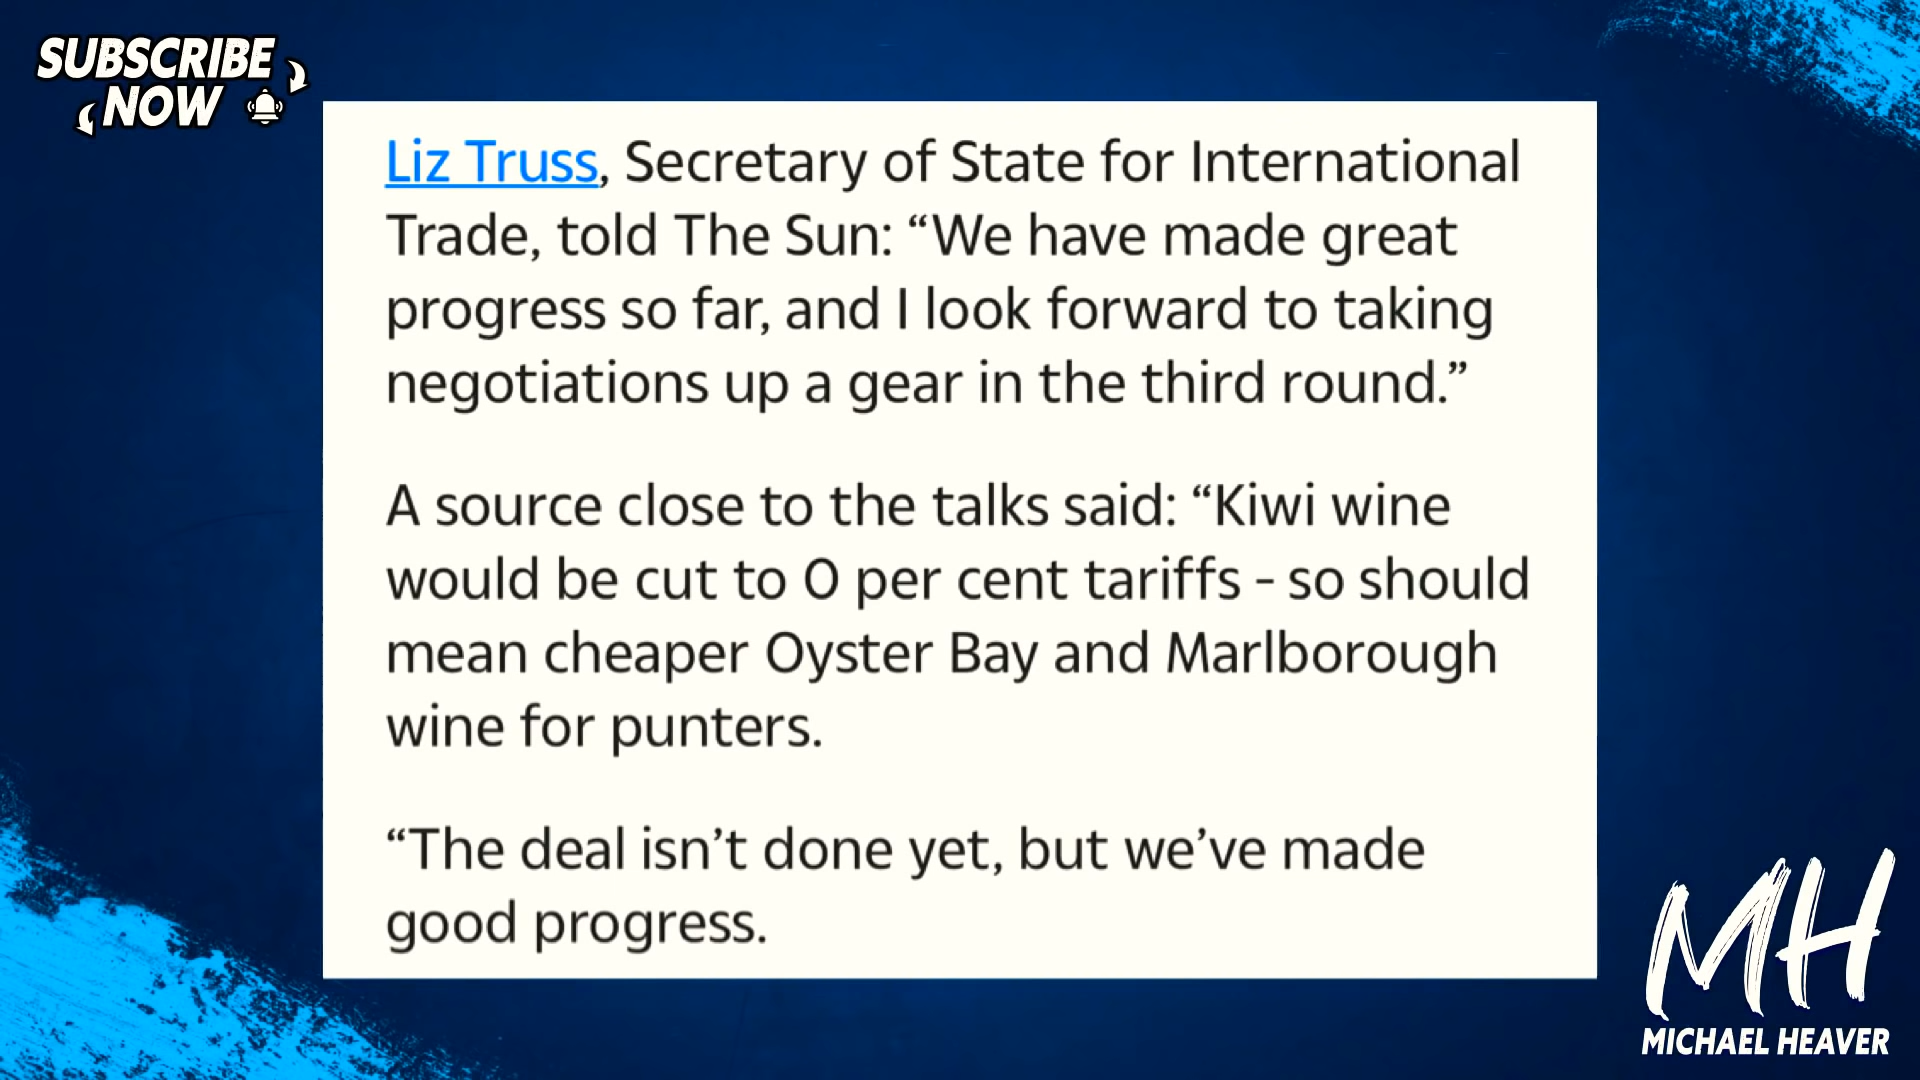 SUBSCRIBE
NOW
Liz Truss, Secretary of State for International
Trade, told The Sun: “We have made great
progress so far, and I look forward to taking
negotiations up a gear in the third round.”
A source close to the talks said: “Kiwi wine
would be cut to 0 per cent tariffs - so should
mean cheaper Oyster Bay and Marlborough
wine for punters.
“The deal isn’t done yet, but we’ve made
good progress.
MH
MICHAEL HEAVER